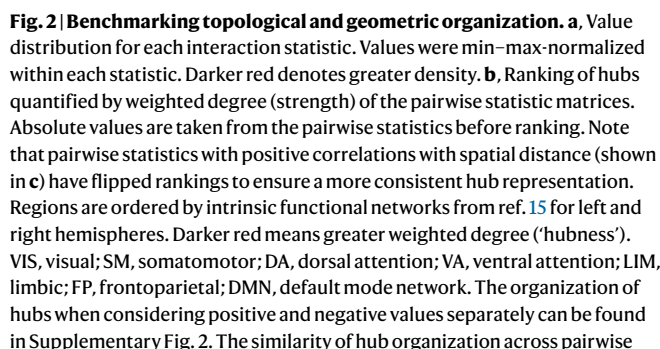 Fig. 2 | Benchmarking topological and geometric organization. a, Value
distribution for each interaction statistic. Values were min–max-normalized
within each statistic. Darker red denotes greater density. b, Ranking of hubs
quantified by weighted degree (strength) of the pairwise statistic matrices.
Absolute values are taken from the pairwise statistics before ranking. Note
that pairwise statistics with positive correlations with spatial distance (shown
in c) have flipped rankings to ensure a more consistent hub representation.
Regions are ordered by intrinsic functional networks from ref. 15 for left and
right hemispheres. Darker red means greater weighted degree (‘hubness’).
VIS, visual; SM, somatomotor; DA, dorsal attention; VA, ventral attention; LIM,
limbic; FP, frontoparietal; DMN, default mode network. The organization of
hubs when considering positive and negative values separately can be found
in Supplementary Fig. 2. The similarity of hub organization across pairwise